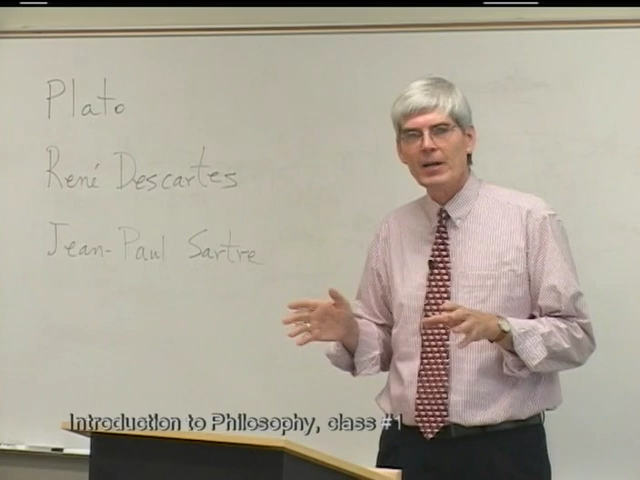 Plato
René Descartes
Jean-Paul Sartre
Introduction to Philosophy, class #1